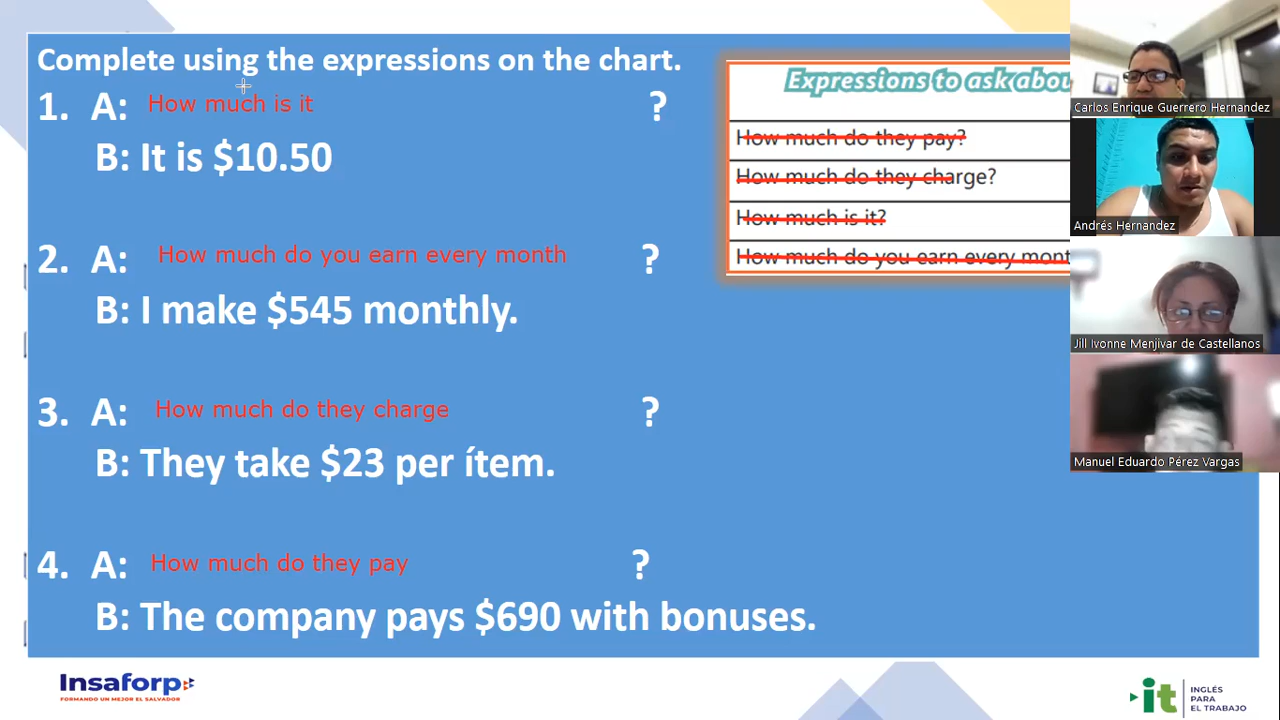 Complete using the expressions on the chart.
1. A: How much is it ?
B: It is $10.50
2. A: How much do you earn every month ?
B: I make $545 monthly.
3. A: How much do they charge ?
B: They take $23 per ítem.
4. A: How much do they pay ?
B: The company pays $690 with bonuses.
Expressions to ask abou
How much do they pay?
How much do they charge?
How much is it?
How much do you earn every mont
Carlos Enrique Guerrero Hernandez
Andrés Hernandez
Jill Ivonne Menjivar de Castellanos
Manuel Eduardo Pérez Vargas
Insaforp
FORMANDO UN MEJOR EL SALVADOR
it
INGLÉS
PARA
EL TRABAJO